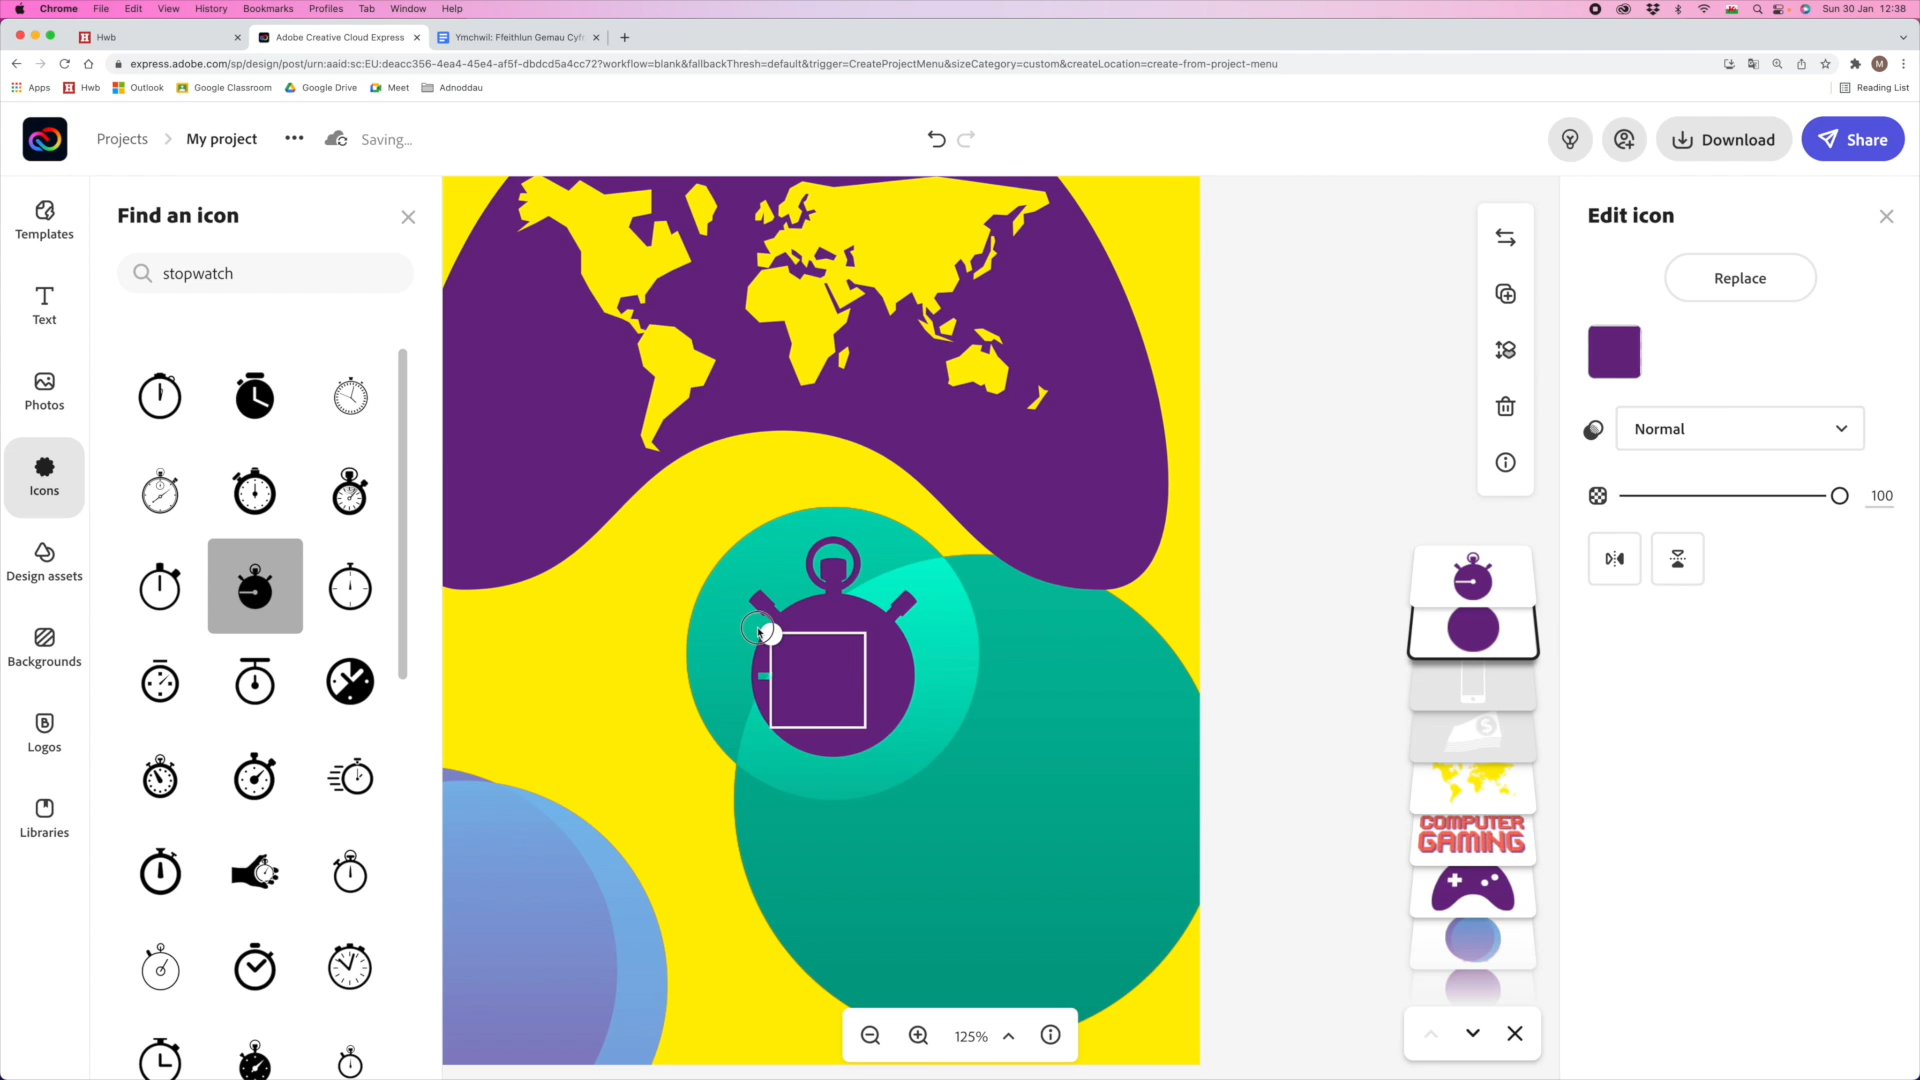 Chrome File Edit View History Bookmarks Profiles Tab Window Help Sun 30 Jan 12:38
Hwb Adobe Creative Cloud Express Ymchwil: Ffeithlun Gemau Cyfr
express.adobe.com/sp/design/post/urn:aaid:sc:EU:deacc356-4ea4-45e4-af5f-dbdcd5a4cc72?workflow=blank&fallbackThresh=default&trigger=CreateProjectMenu&sizeCategory=custom&createLocation=create-from-project-menu M
Apps Hwb Outlook Google Classroom Google Drive Meet Adnoddau Reading List
Projects My project Saving... Download Share
Templates
Text
Photos
Icons
Design assets
Backgrounds
Logos
Libraries
Find an icon
stopwatch
125%
COMPUTER
GAMING
Edit icon
Replace
Normal
100